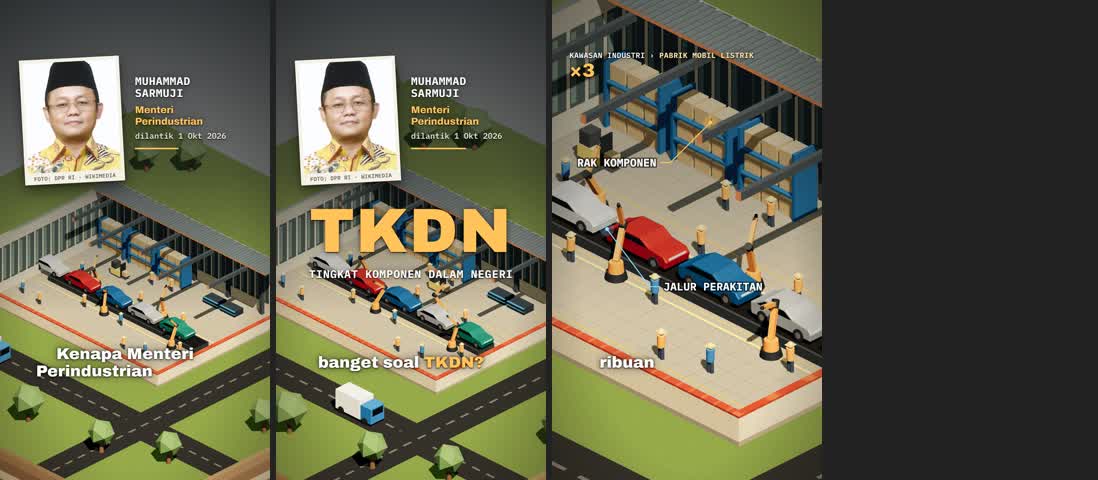 MUHAMMAD
SARMUJI
Menteri
Perindustrian
dilantik 1 Okt 2026
FOTO: DPR RI · WIKIMEDIA
Kenapa Menteri
Perindustrian
MUHAMMAD
SARMUJI
Menteri
Perindustrian
dilantik 1 Okt 2026
FOTO: DPR RI · WIKIMEDIA
TKDN
TINGKAT KOMPONEN DALAM NEGERI
banget soal TKDN?
KAWASAN INDUSTRI › PABRIK MOBIL LISTRIK
×3
RAK KOMPONEN
JALUR PERAKITAN
ribuan